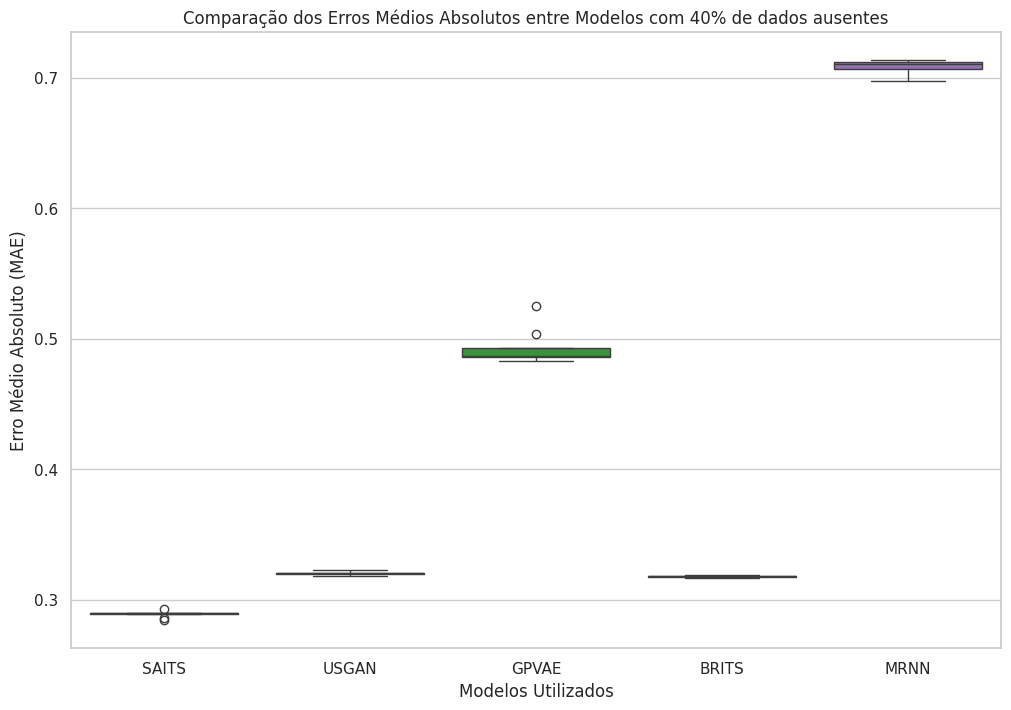 Comparação dos Erros Médios Absolutos entre Modelos com 40% de dados ausentes
Erro Médio Absoluto (MAE)
0.7
0.6
0.5
0.4
0.3
SAITS USGAN GPVAE BRITS MRNN
Modelos Utilizados